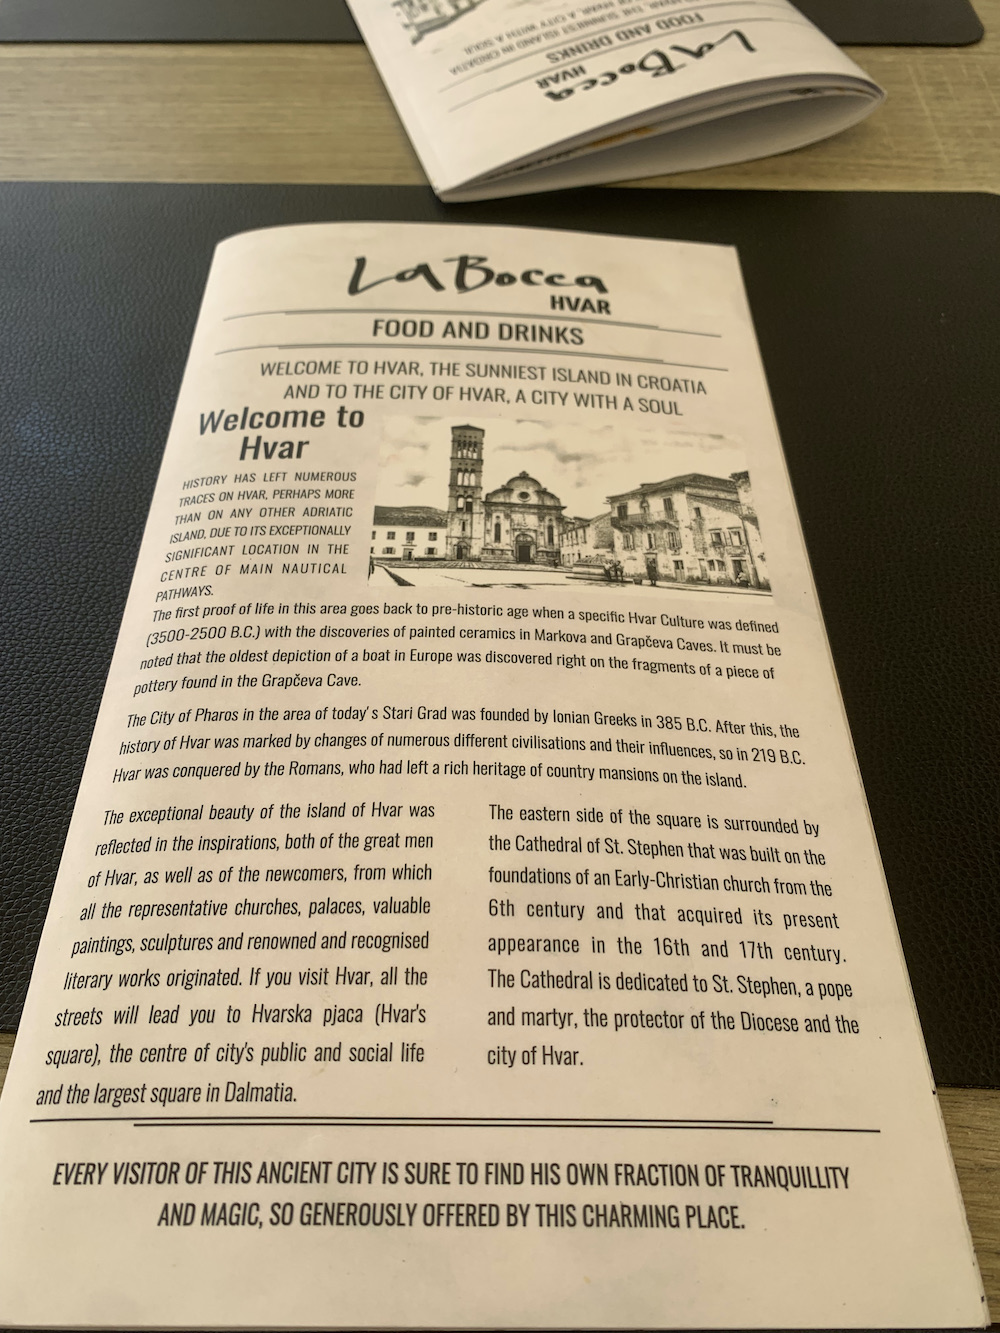 HVAR, THE SUNNIEST ISLAND IN CROATIA
OF HVAR, A CITY WITH A SOUL
FOOD AND DRINKS
HVAR
La Bocca
La Bocca
HVAR
FOOD AND DRINKS
WELCOME TO HVAR, THE SUNNIEST ISLAND IN CROATIA
AND TO THE CITY OF HVAR, A CITY WITH A SOUL
Welcome to
Hvar
HISTORY HAS LEFT NUMEROUS
TRACES ON HVAR, PERHAPS MORE
THAN ON ANY OTHER ADRIATIC
ISLAND, DUE TO ITS EXCEPTIONALLY
SIGNIFICANT LOCATION IN THE
CENTRE OF MAIN NAUTICAL
PATHWAYS.
The first proof of life in this area goes back to pre-historic age when a specific Hvar Culture was defined
(3500-2500 B.C.) with the discoveries of painted ceramics in Markova and Grapčeva Caves. It must be
noted that the oldest depiction of a boat in Europe was discovered right on the fragments of a piece of
pottery found in the Grapčeva Cave.
The City of Pharos in the area of today's Stari Grad was founded by Ionian Greeks in 385 B.C. After this, the
history of Hvar was marked by changes of numerous different civilisations and their influences, so in 219 B.C.
Hvar was conquered by the Romans, who had left a rich heritage of country mansions on the island.
The exceptional beauty of the island of Hvar was
reflected in the inspirations, both of the great men
of Hvar, as well as of the newcomers, from which
all the representative churches, palaces, valuable
paintings, sculptures and renowned and recognised
literary works originated. If you visit Hvar, all the
streets will lead you to Hvarska pjaca (Hvar's
square), the centre of city's public and social life
and the largest square in Dalmatia.
The eastern side of the square is surrounded by
the Cathedral of St. Stephen that was built on the
foundations of an Early-Christian church from the
6th century and that acquired its present
appearance in the 16th and 17th century.
The Cathedral is dedicated to St. Stephen, a pope
and martyr, the protector of the Diocese and the
city of Hvar.
EVERY VISITOR OF THIS ANCIENT CITY IS SURE TO FIND HIS OWN FRACTION OF TRANQUILLITY
AND MAGIC, SO GENEROUSLY OFFERED BY THIS CHARMING PLACE.